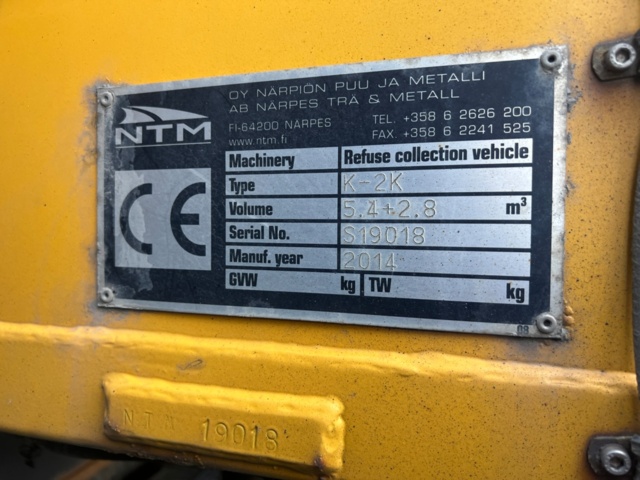 OY NÄRPIÖN PUU JA METALLI
AB NÄRPES TRÄ & METALL
NTM
FI-64200 NÄRPES TEL. +358 6 2626 200
www.ntm.fi FAX +358 6 2241 525
Machinery Refuse collection vehicle
CE
Type K-2K
Volume 5.4+2.8 m³
Serial No. S19018
Manuf. year 2014
GVW kg TW kg
09
NTM 19018